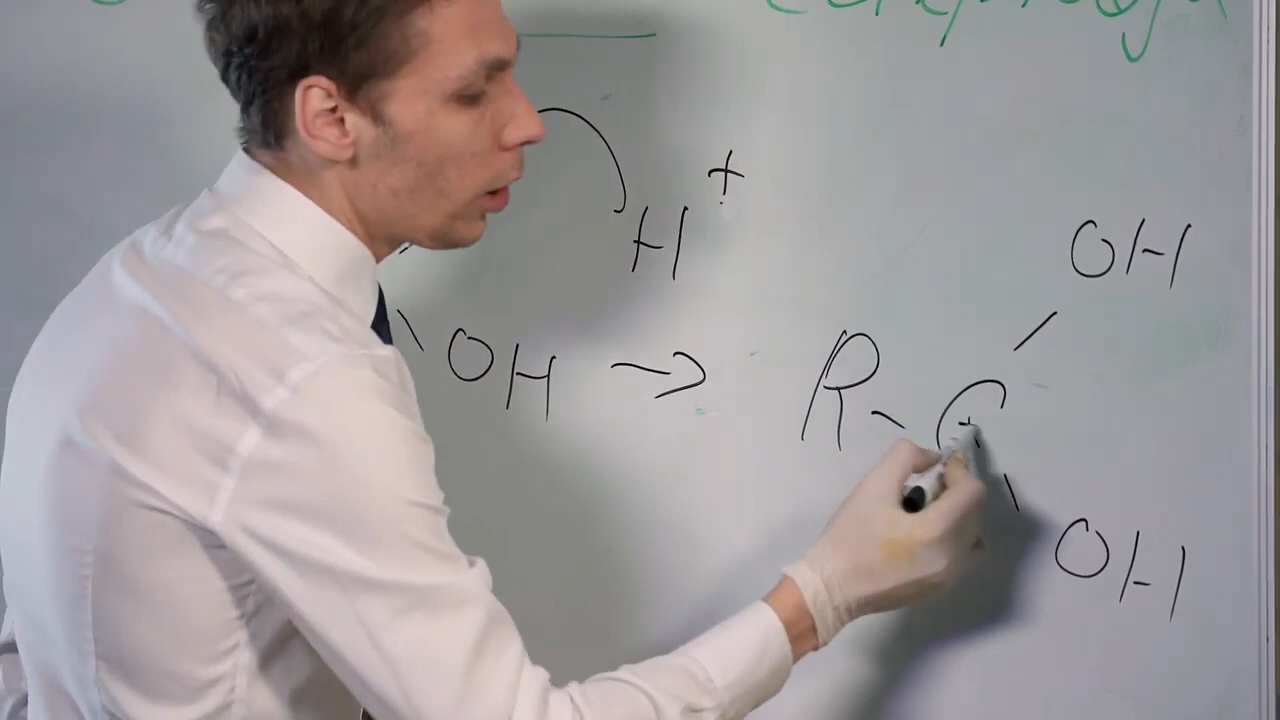 H +
OH → R - C + OH
OH